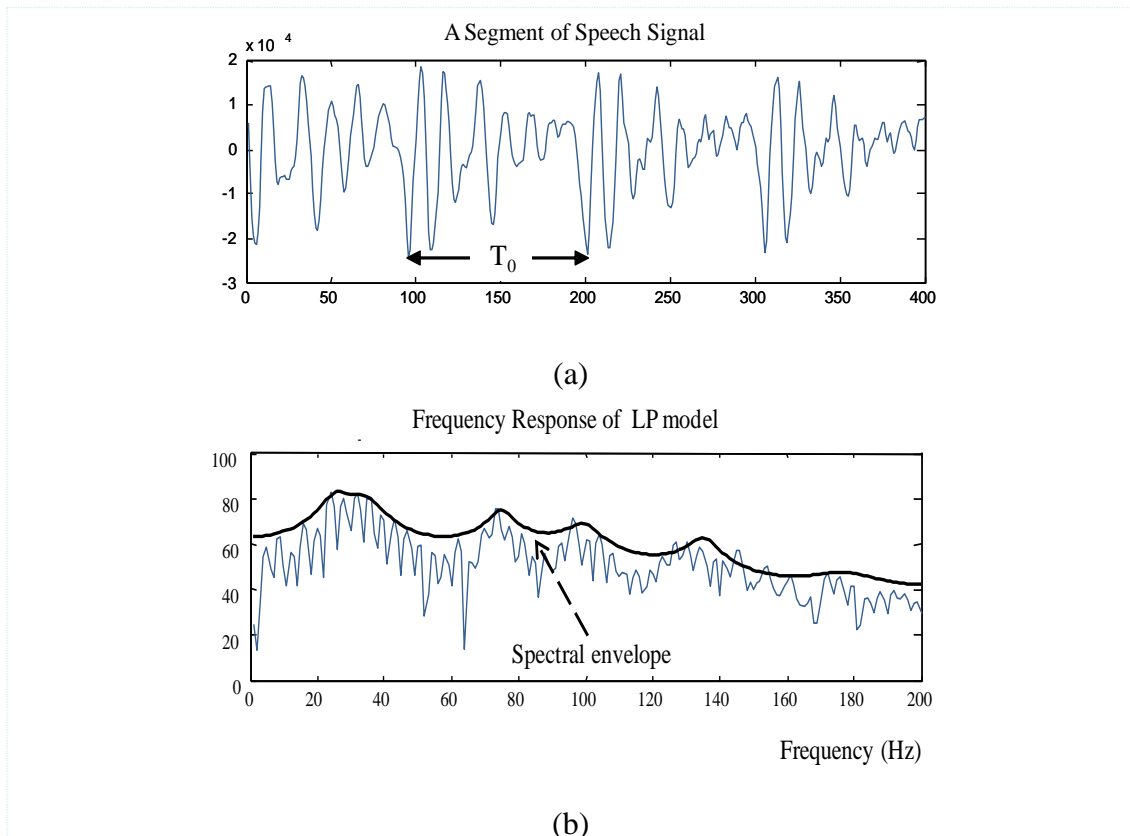 A Segment of Speech Signal
x 10 4
2
1
0
-1
-2
-3
T0
0 50 100 150 200 250 300 350 400
(a)
Frequency Response of LP model
100
80
60
40
20
0
Spectral envelope
0 20 40 60 80 100 120 140 160 180 200
Frequency (Hz)
(b)